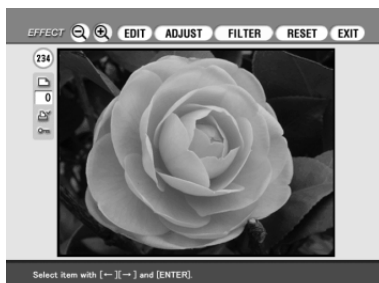 EFFECT EDIT ADJUST FILTER RESET EXIT
234
0
Select item with [←][→] and [ENTER].